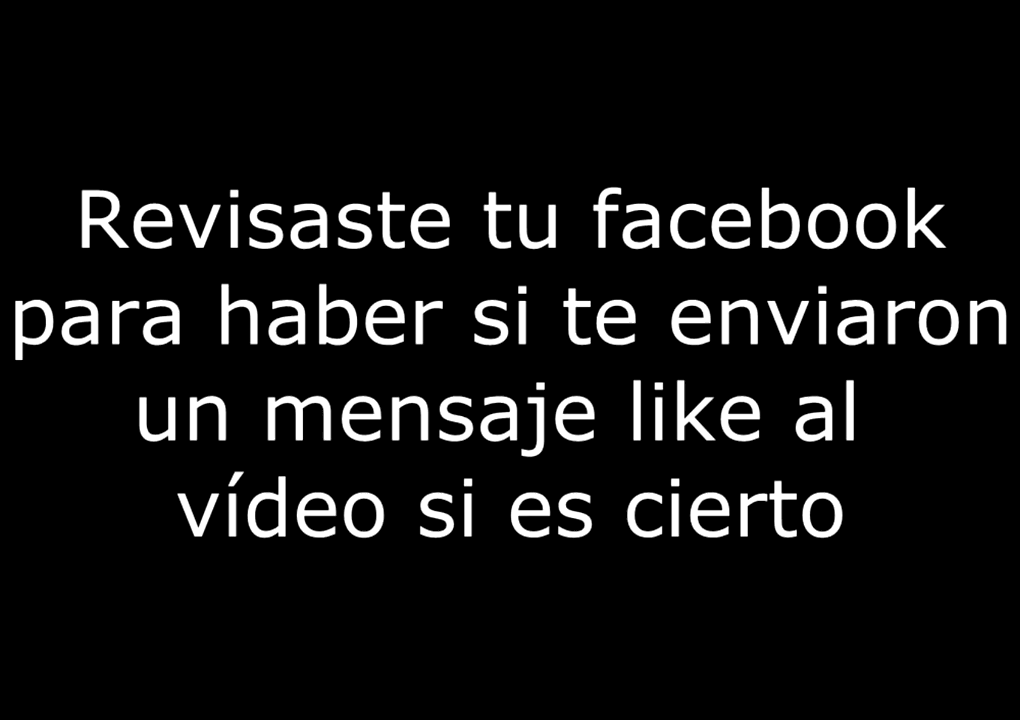 Revisaste tu facebook
para haber si te enviaron
un mensaje like al
vídeo si es cierto